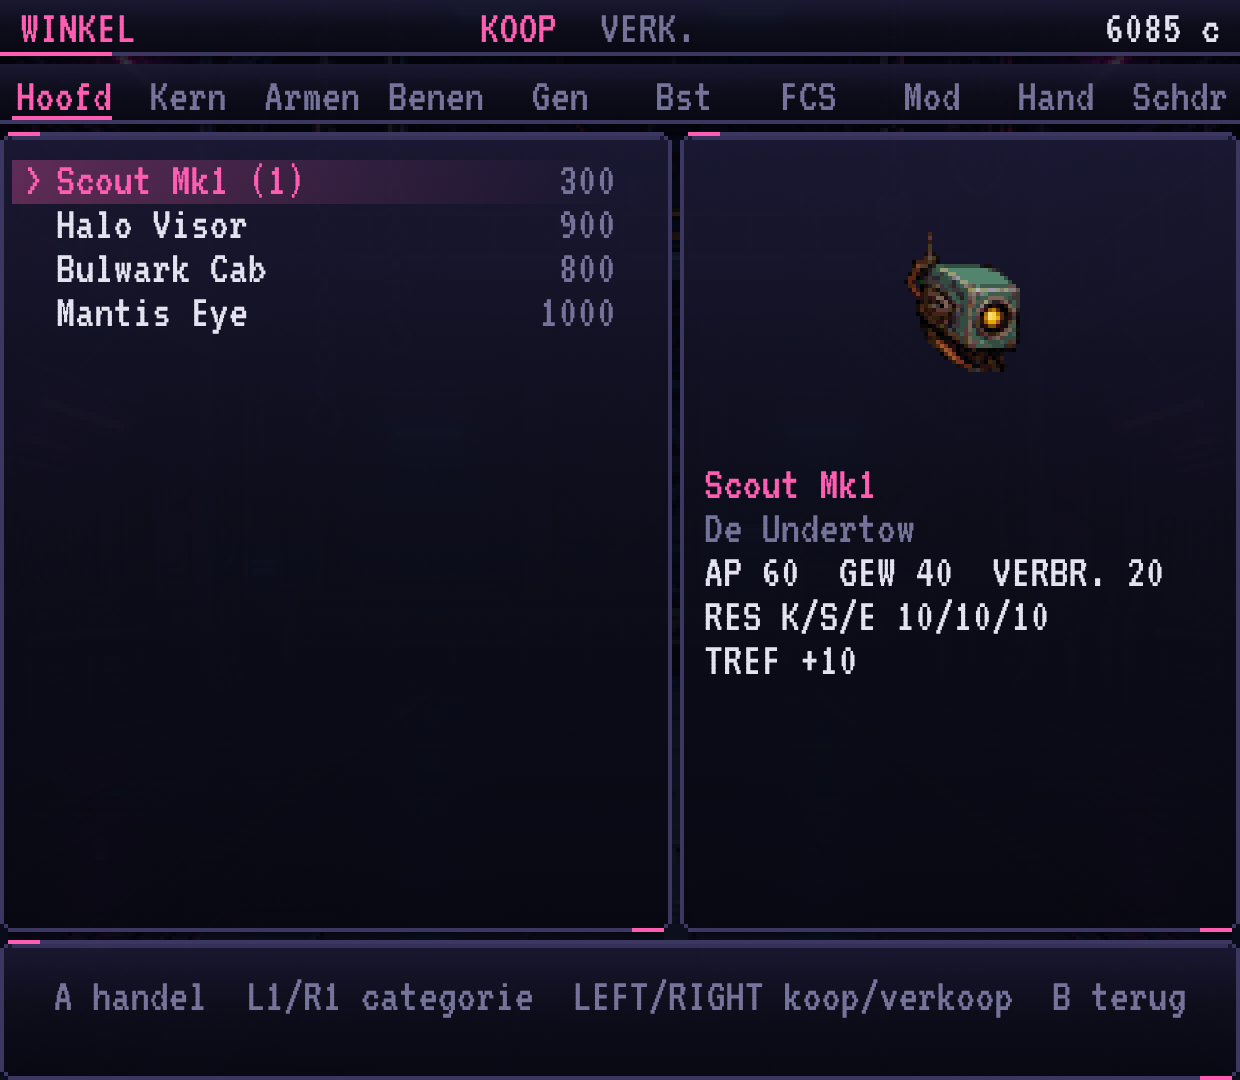 WINKEL KOOP VERK. 6085 c
Hoofd Kern Armen Benen Gen Bst FCS Mod Hand Schdr
> Scout Mk1 (1) 300
Halo Visor 900
Bulwark Cab 800
Mantis Eye 1000
Scout Mk1
De Undertow
AP 60 GEW 40 VERBR. 20
RES K/S/E 10/10/10
TREF +10
A handel L1/R1 categorie LEFT/RIGHT koop/verkoop B terug